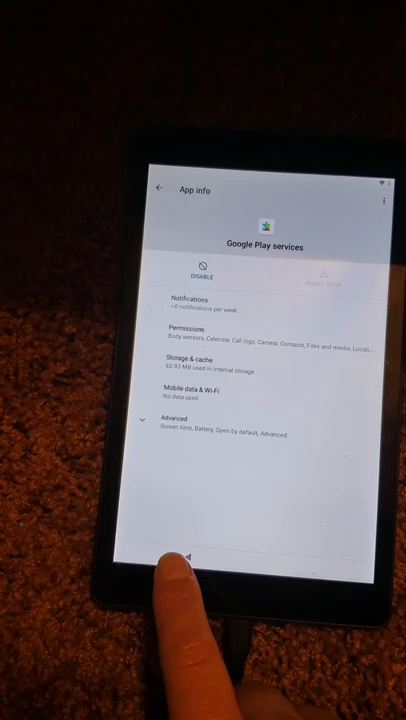 App info
Google Play services
DISABLE
FORCE STOP
Notifications
~0 notifications per week
Permissions
Body sensors, Calendar, Call logs, Camera, Contacts, Files and media, Locati...
Storage & cache
62.93 MB used in internal storage
Mobile data & Wi-Fi
No data used
Advanced
Screen time, Battery, Open by default, Advanced